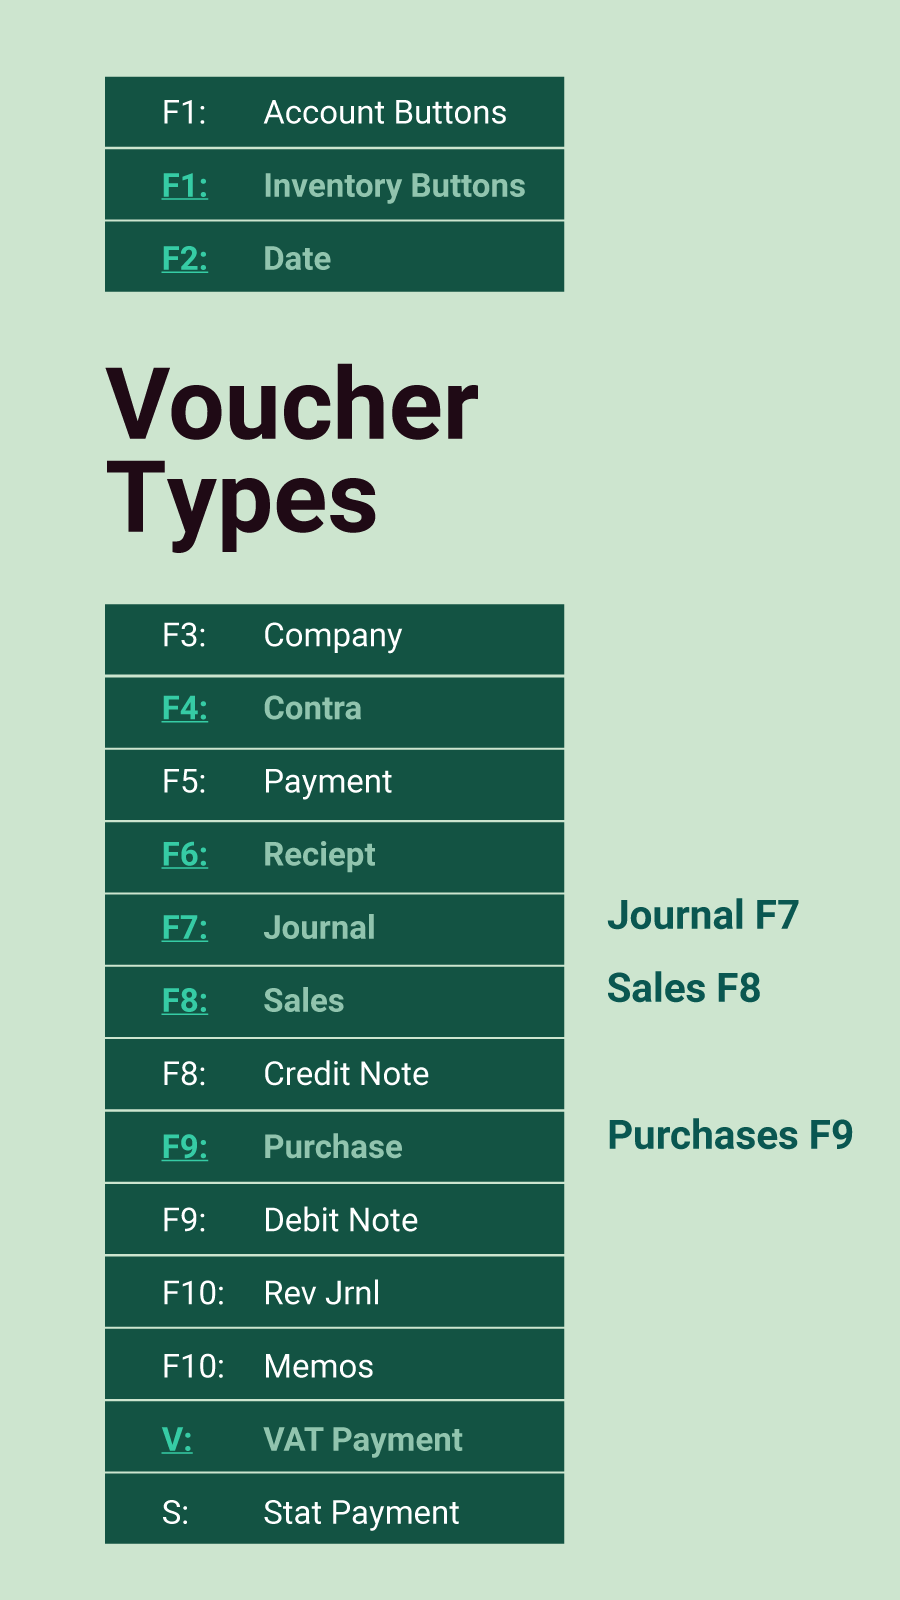 F1: Account Buttons
F1: Inventory Buttons
F2: Date
Voucher
Types
F3: Company
F4: Contra
F5: Payment
F6: Reciept
F7: Journal
Journal F7
F8: Sales
Sales F8
F8: Credit Note
F9: Purchase
Purchases F9
F9: Debit Note
F10: Rev Jrnl
F10: Memos
V: VAT Payment
S: Stat Payment